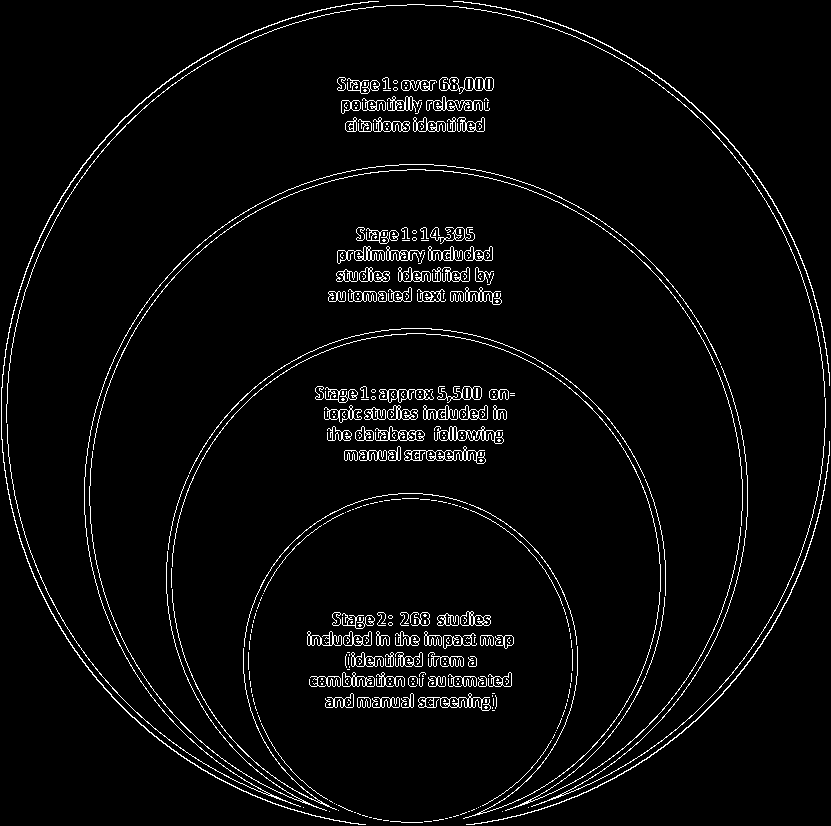 Stage 1: over 68,000
potentially relevant
citations identified
Stage 1: 14,395
preliminary included
studies identified by
automated text mining
Stage 1: approx 5,500 on-
topic studies included in
the database following
manual screeening
Stage 2: 268 studies
included in the impact map
(identified from a
combination of automated
and manual screening)